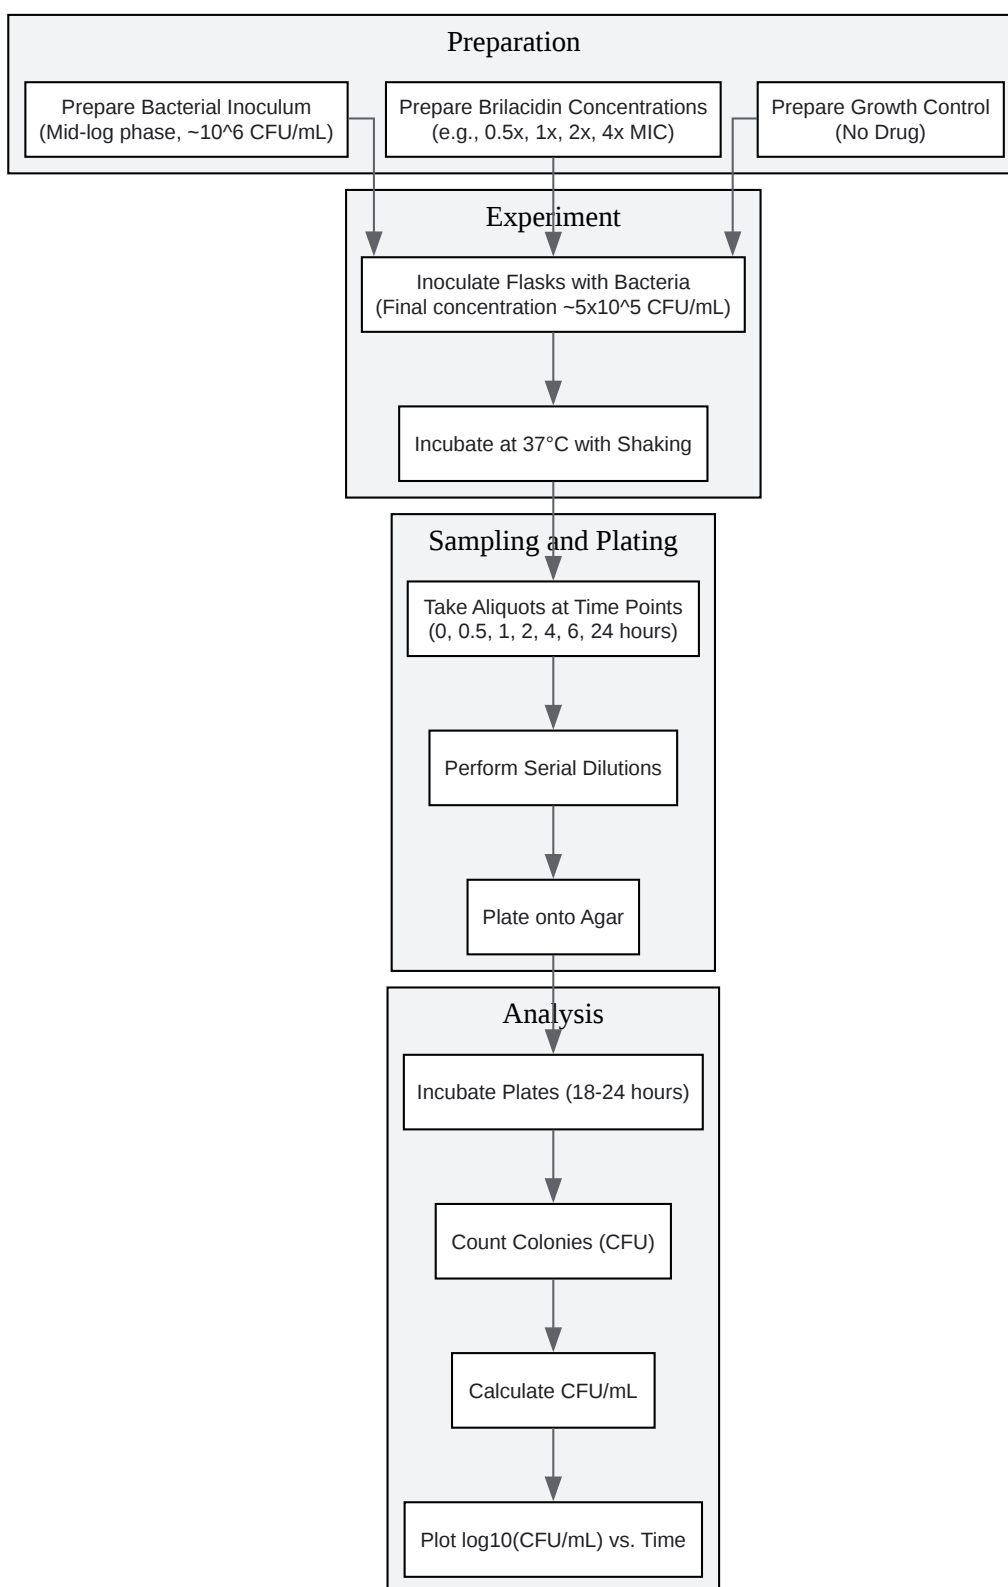 Preparation
Prepare Bacterial Inoculum
(Mid-log phase, ~10^6 CFU/mL)
Prepare Brilacidin Concentrations
(e.g., 0.5x, 1x, 2x, 4x MIC)
Prepare Growth Control
(No Drug)
Experiment
Inoculate Flasks with Bacteria
(Final concentration ~5x10^5 CFU/mL)
Incubate at 37°C with Shaking
Sampling and Plating
Take Aliquots at Time Points
(0, 0.5, 1, 2, 4, 6, 24 hours)
Perform Serial Dilutions
Plate onto Agar
Analysis
Incubate Plates (18-24 hours)
Count Colonies (CFU)
Calculate CFU/mL
Plot log10(CFU/mL) vs. Time